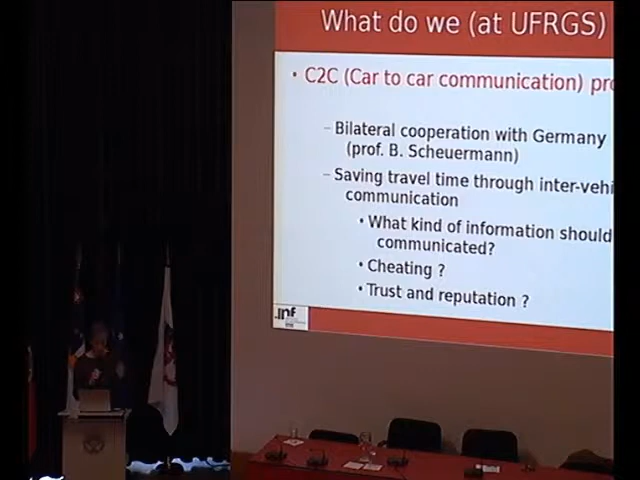 What do we (at UFRGS)
• C2C (Car to car communication) pro
– Bilateral cooperation with Germany
(prof. B. Scheuermann)
– Saving travel time through inter-vehi
communication
• What kind of information should
communicated?
• Cheating ?
• Trust and reputation ?
inf